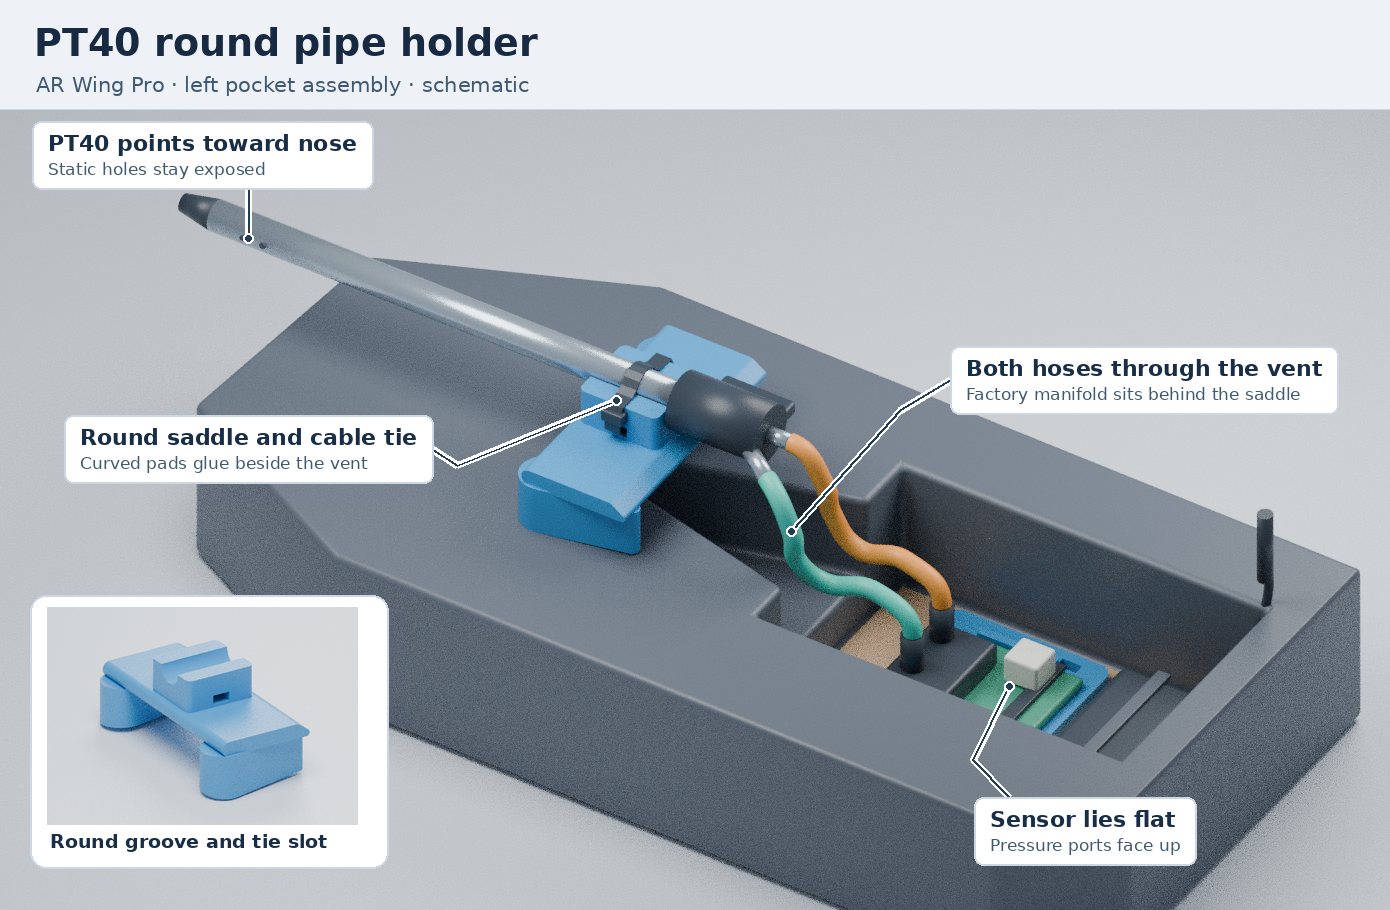 PT40 round pipe holder
AR Wing Pro · left pocket assembly · schematic
PT40 points toward nose
Static holes stay exposed
Both hoses through the vent
Factory manifold sits behind the saddle
Round saddle and cable tie
Curved pads glue beside the vent
Sensor lies flat
Pressure ports face up
Round groove and tie slot